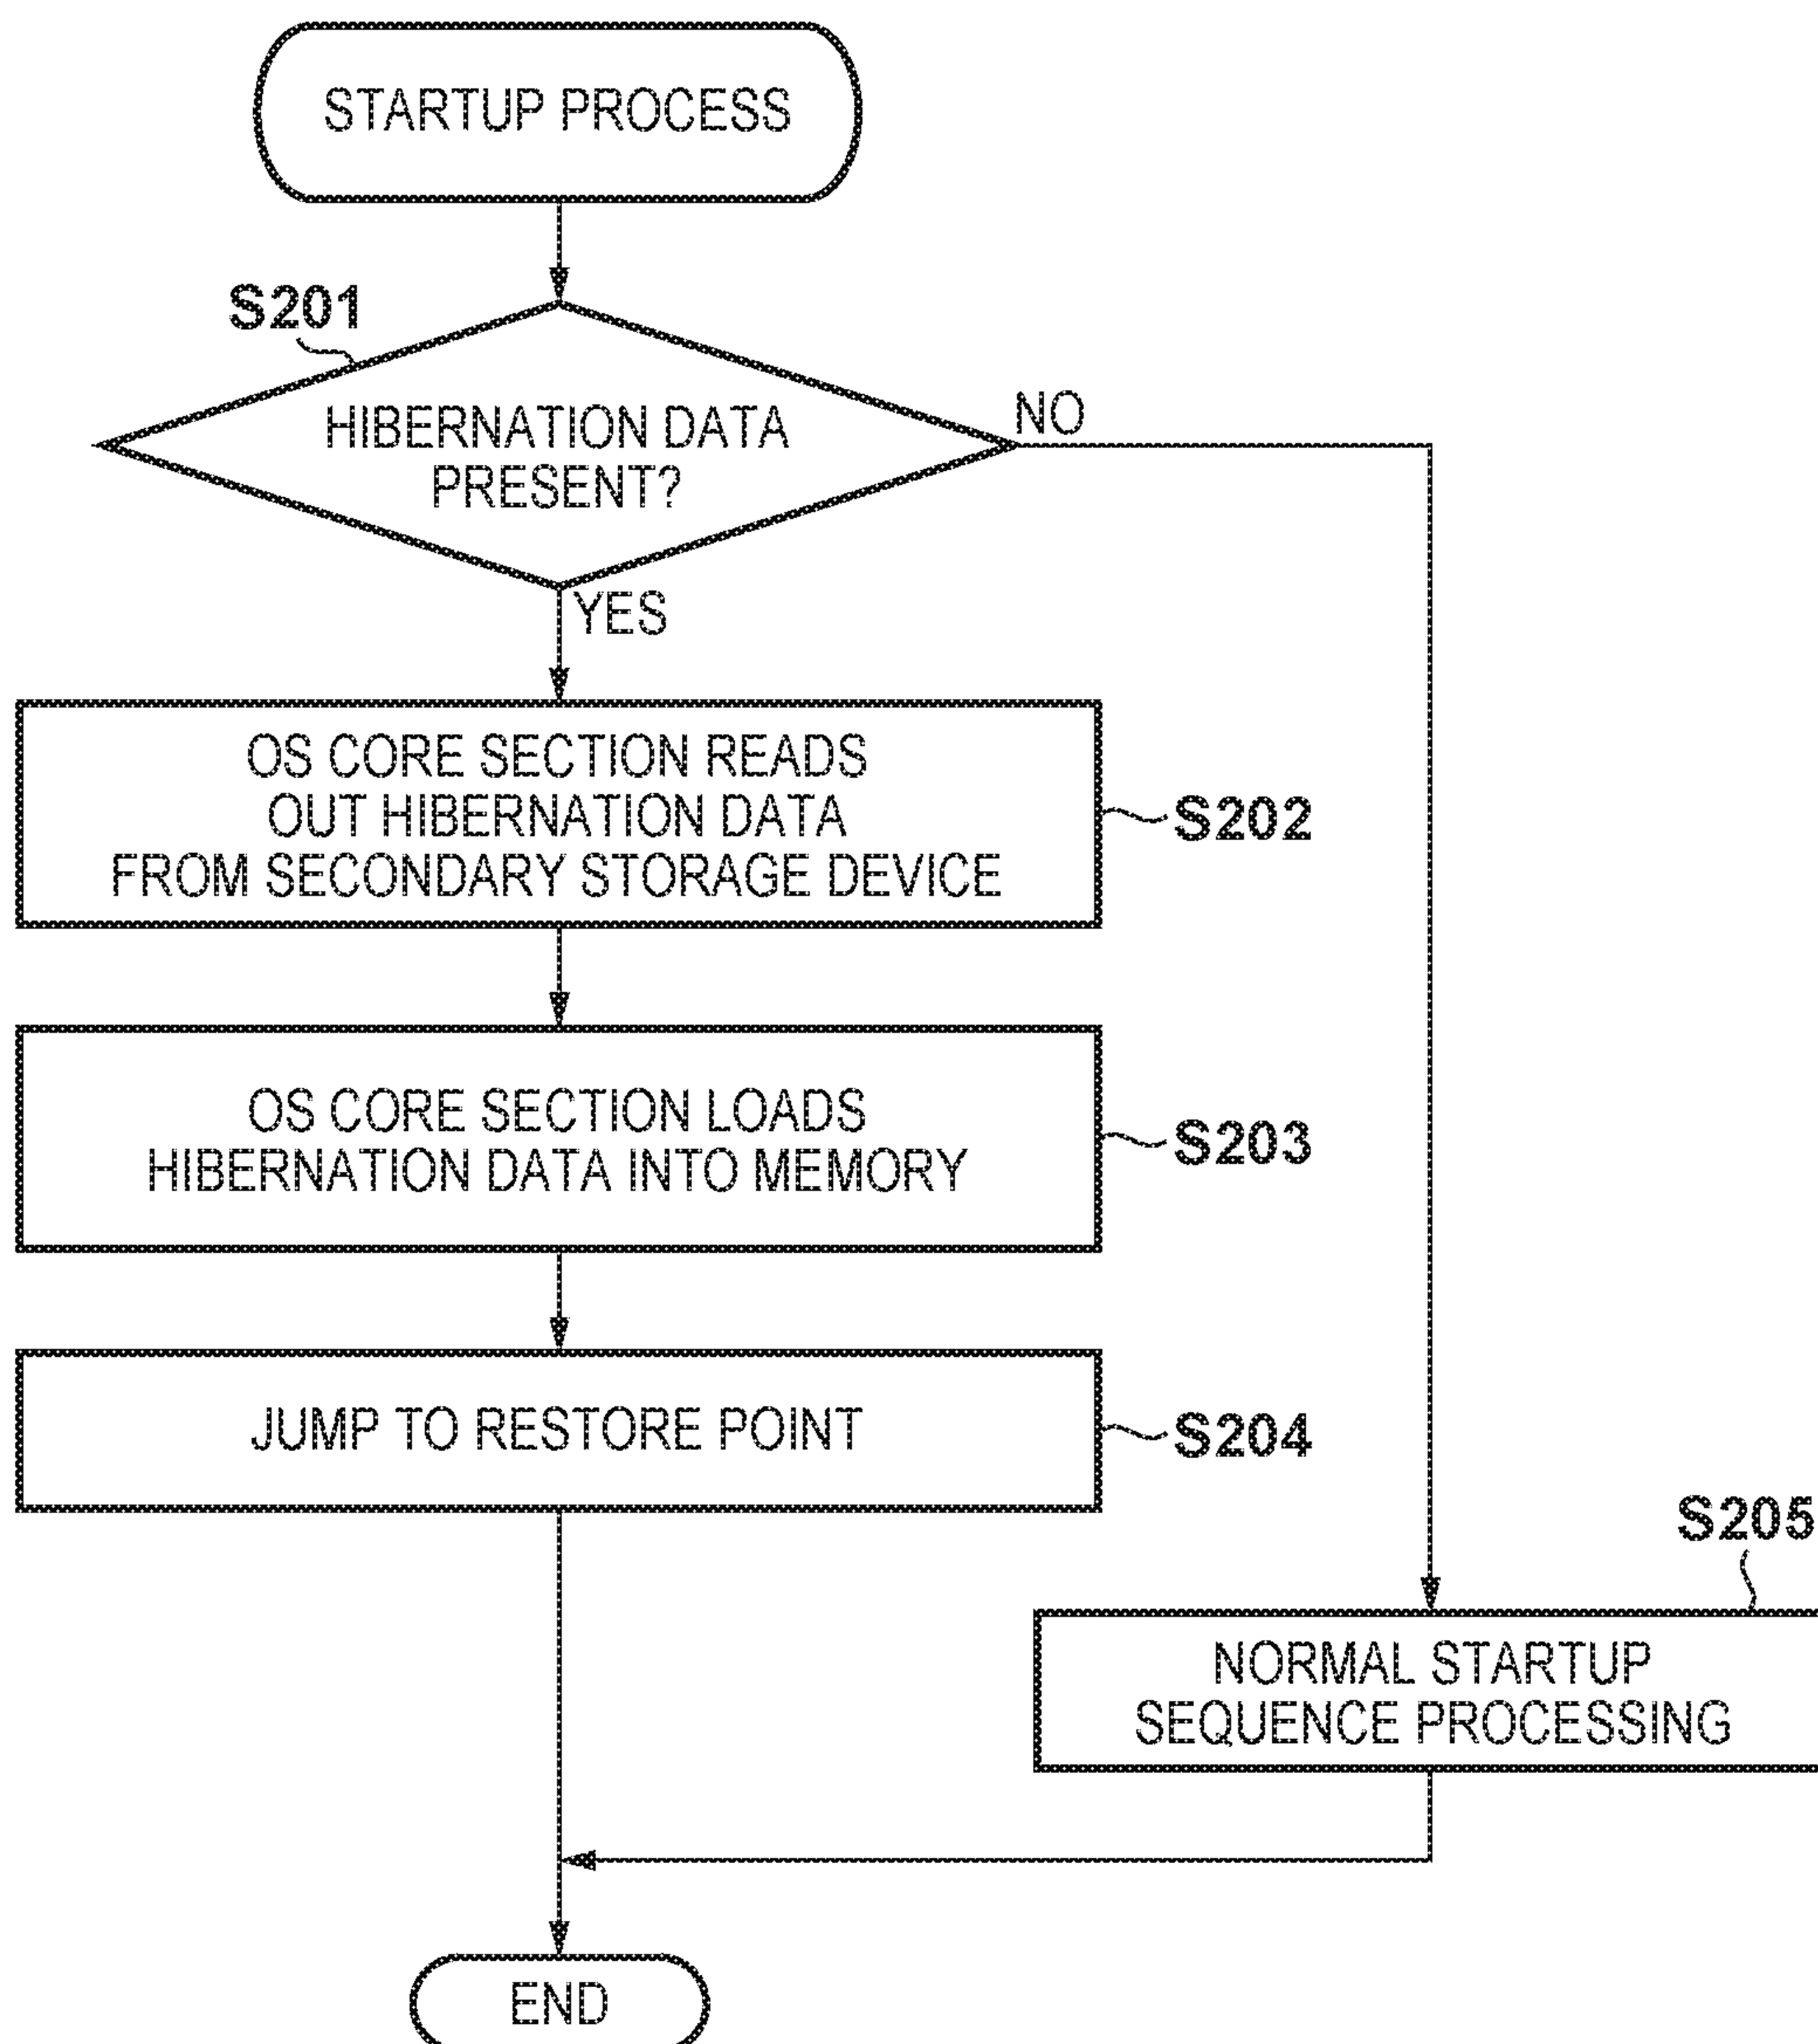 STARTUP PROCESS
S201
HIBERNATION DATA
PRESENT?
NO
YES
OS CORE SECTION READS
OUT HIBERNATION DATA
FROM SECONDARY STORAGE DEVICE
S202
OS CORE SECTION LOADS
HIBERNATION DATA INTO MEMORY
S203
JUMP TO RESTORE POINT
S204
S205
NORMAL STARTUP
SEQUENCE PROCESSING
END